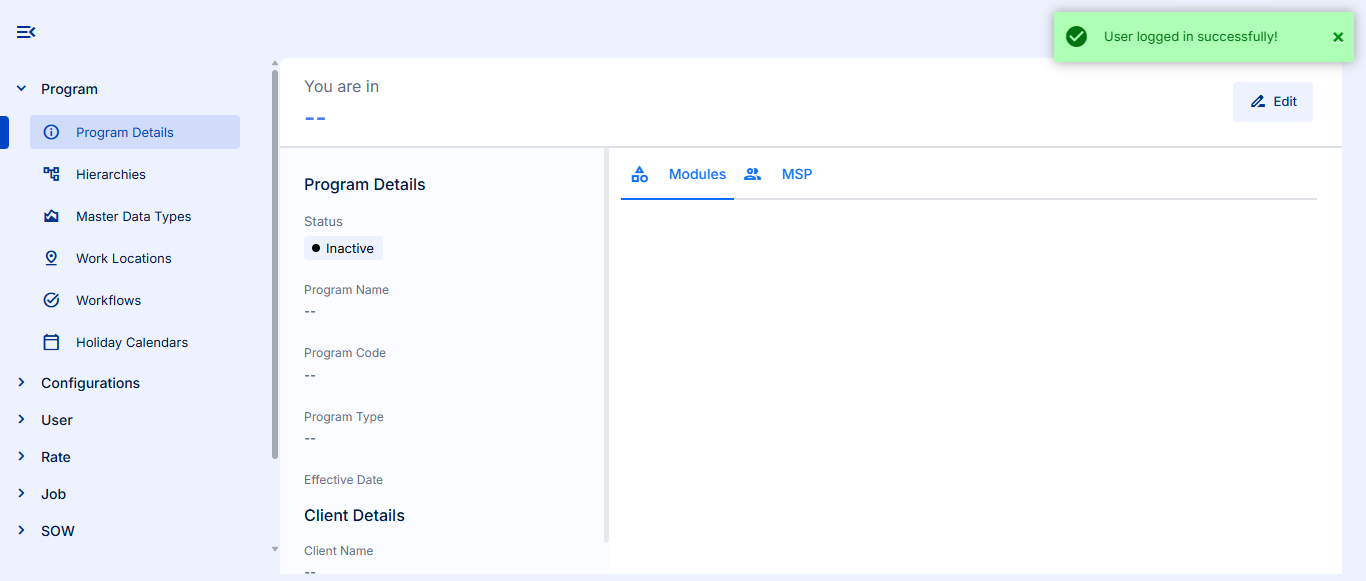 User logged in successfully!
Program
Program Details
Hierarchies
Master Data Types
Work Locations
Workflows
Holiday Calendars
Configurations
User
Rate
Job
SOW
You are in
--
Edit
Program Details
Status
Inactive
Program Name
--
Program Code
--
Program Type
--
Effective Date
Client Details
Client Name
--
Modules
MSP